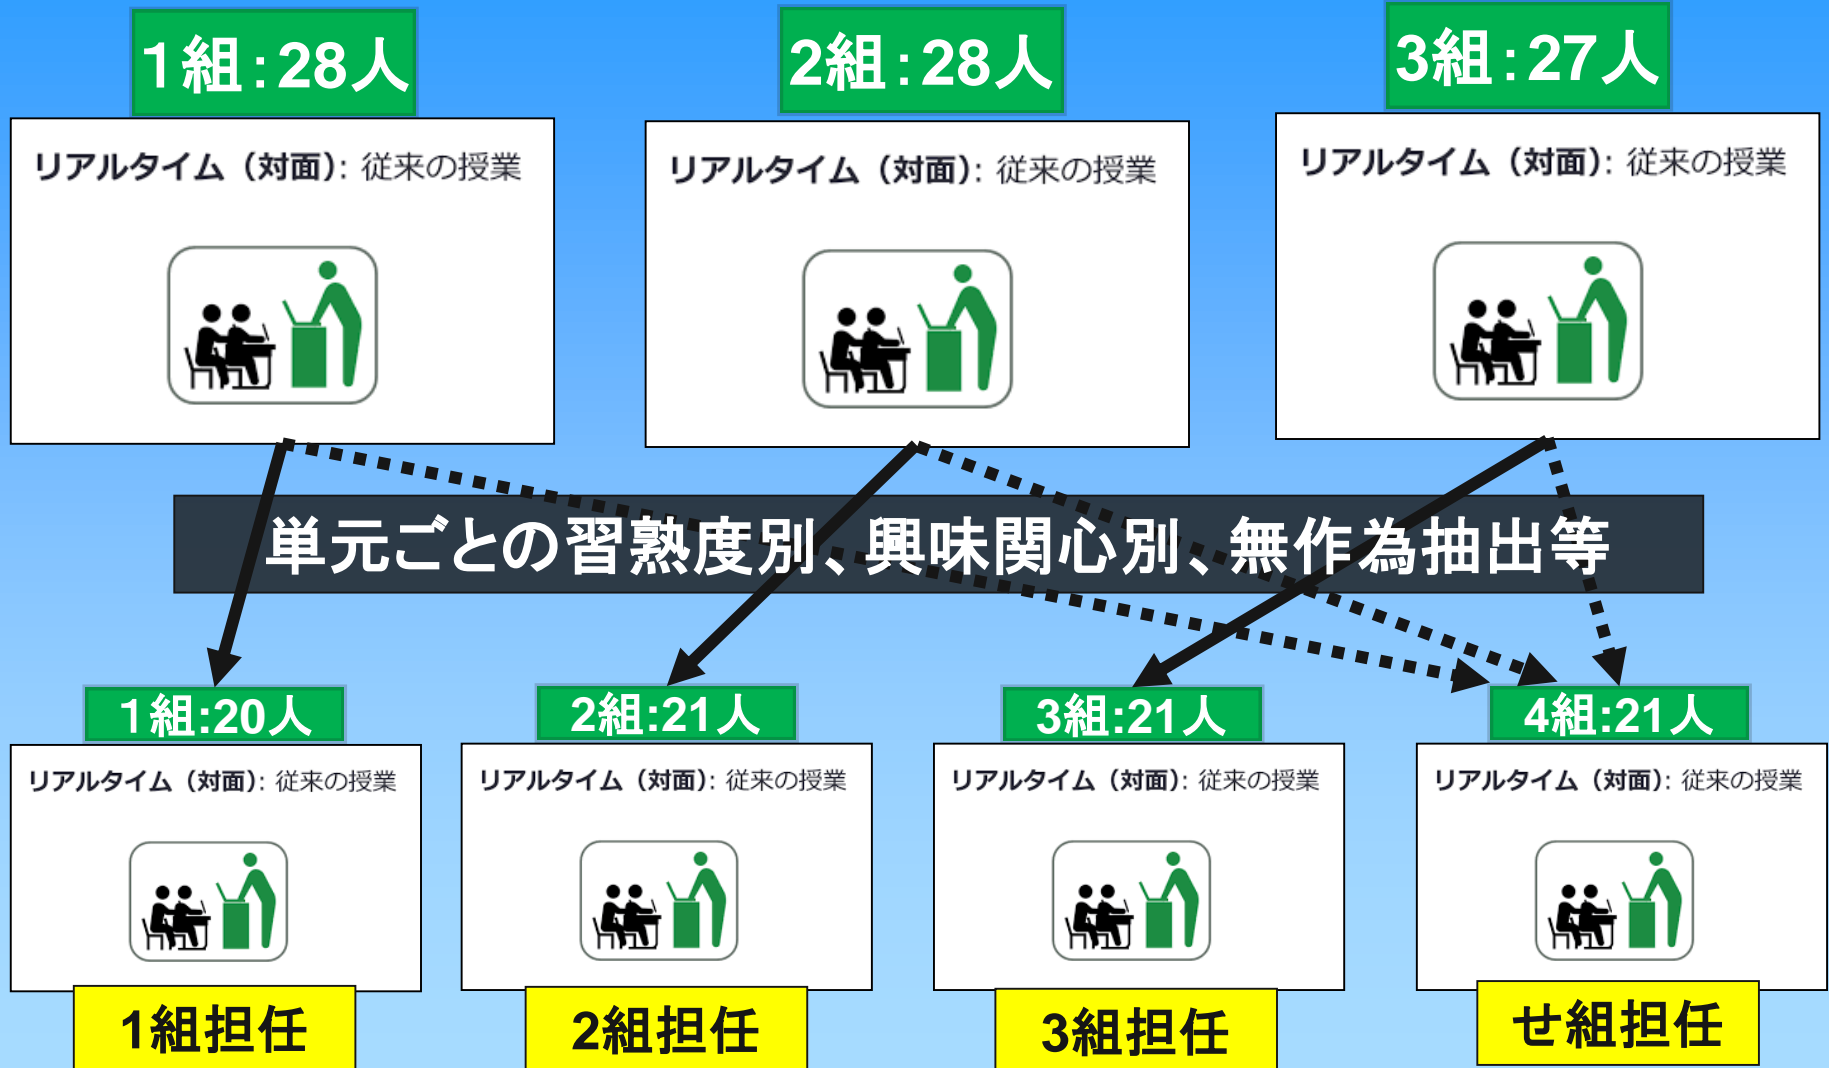 １組：28人
2組：28人
3組：27人
リアルタイム（対面）: 従来の授業
リアルタイム（対面）: 従来の授業
リアルタイム（対面）: 従来の授業
単元ごとの習熟度別、興味関心別、無作為抽出等
１組:20人
2組:21人
3組:21人
4組:21人
リアルタイム（対面）: 従来の授業
リアルタイム（対面）: 従来の授業
リアルタイム（対面）: 従来の授業
リアルタイム（対面）: 従来の授業
1組担任
2組担任
3組担任
せ組担任